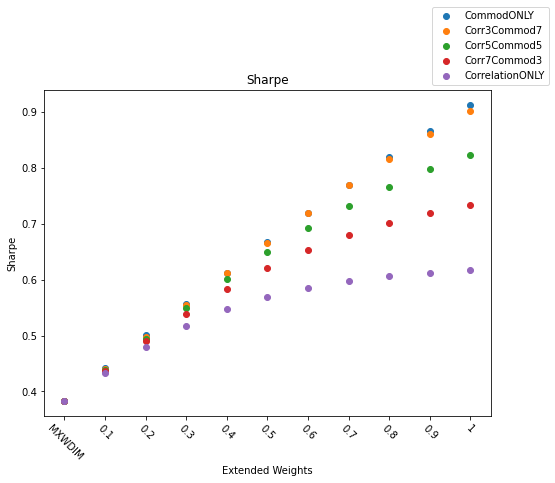 CommodONLY
Corr3Commod7
Corr5Commod5
Corr7Commod3
CorrelationONLY
Sharpe
0.9
0.8
0.7
0.6
0.5
0.4
Sharpe
MXWDIM
0.1
0.2
0.3
0.4
0.5
0.6
0.7
0.8
0.9
1
Extended Weights